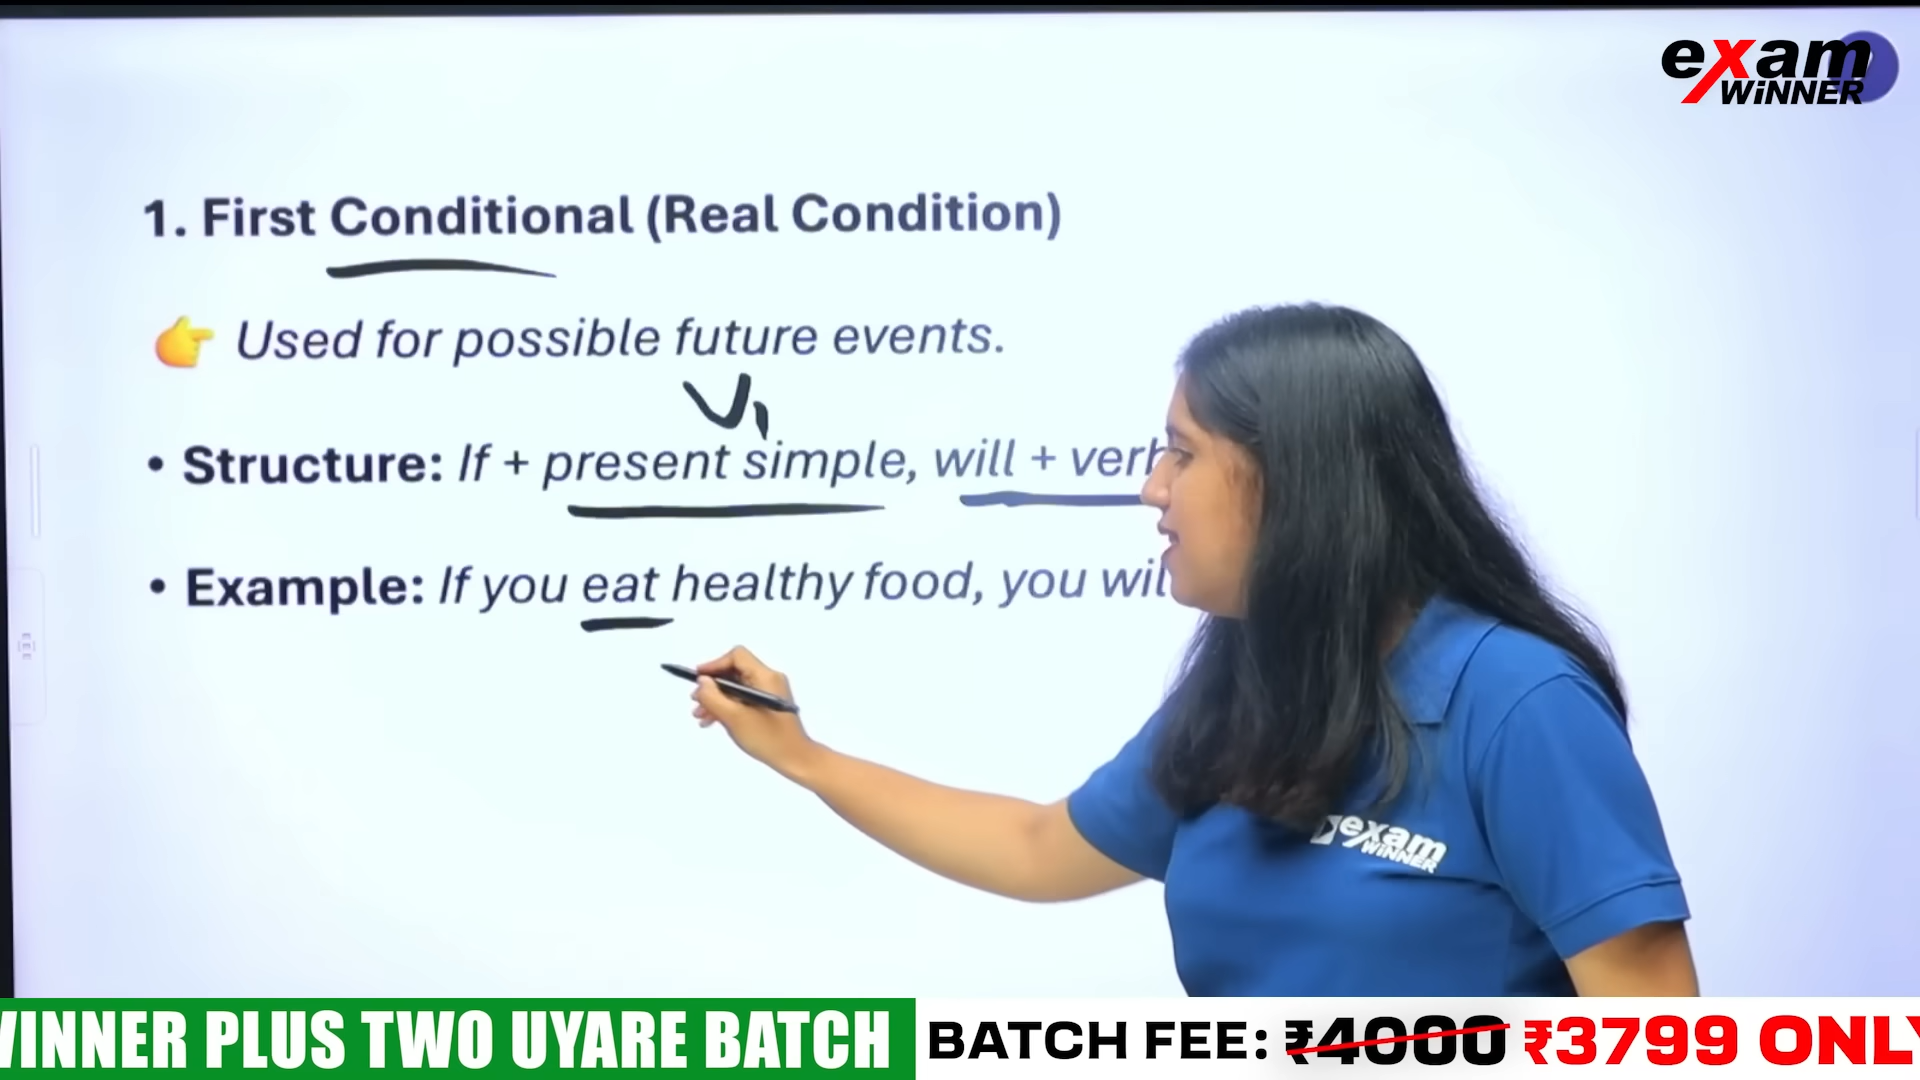 exam
WiNNER
1. First Conditional (Real Condition)
👉 Used for possible future events.
V₁
• Structure: If + present simple, will + verb
• Example: If you eat healthy food, you wil
exam
WiNNER
WINNER PLUS TWO UYARE BATCH BATCH FEE: ₹4000 ₹3799 ONLY